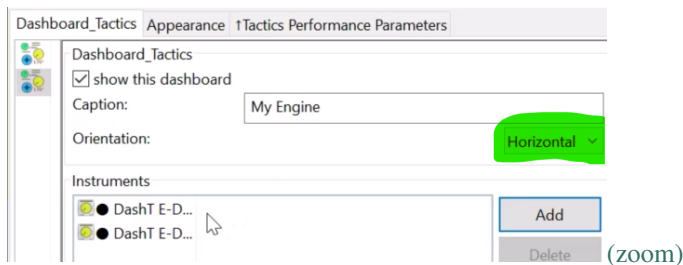 Dashboard_Tactics Appearance ↑Tactics Performance Parameters
Dashboard_Tactics
show this dashboard
Caption: My Engine
Orientation: Horizontal
Instruments
DashT E-D...
DashT E-D...
Add
Delete
(zoom)